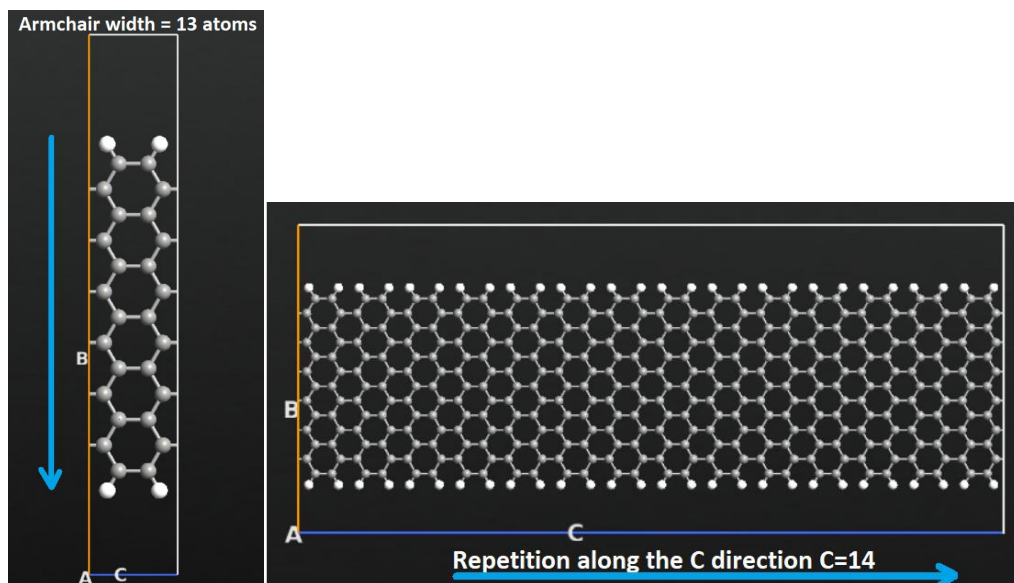 Armchair width = 13 atoms
B
A
C
B
A
C
Repetition along the C direction C=14